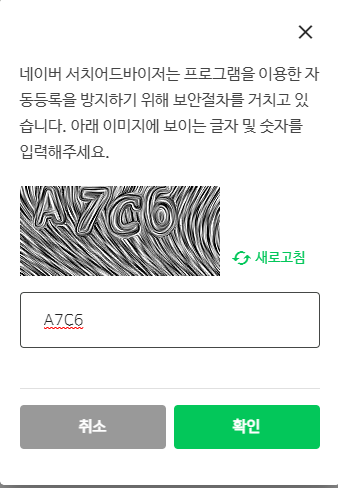 네이버 서치어드바이저는 프로그램을 이용한 자
동등록을 방지하기 위해 보안절차를 거치고 있
습니다. 아래 이미지에 보이는 글자 및 숫자를
입력해주세요.
A7C6
새로고침
A7C6
취소
확인